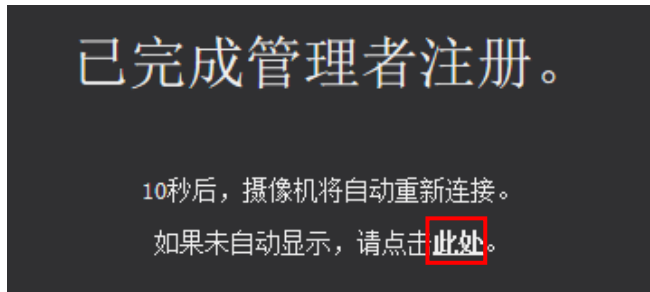 已完成管理者注册。
10秒后，摄像机将自动重新连接。
如果未自动显示，请点击此处。